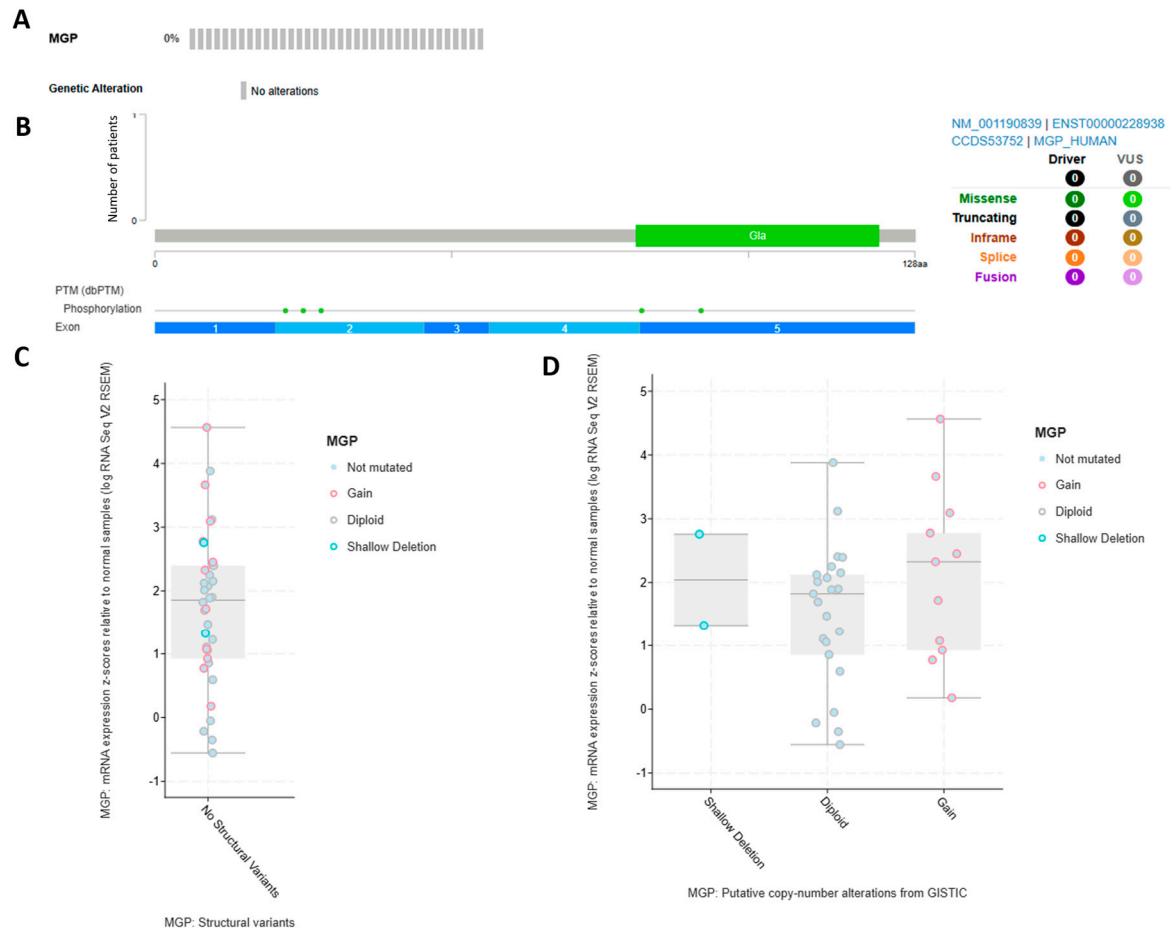 A
MGP 0%
Genetic Alteration No alterations
B
Number of patients
1
0
Gla
0 128aa
PTM (dbPTM)
Phosphorylation
Exon 1 2 3 4 5
NM_001190839 | ENST00000228938
CCDS53752 | MGP_HUMAN
Driver VUS
0 0
Missense 0 0
Truncating 0 0
Inframe 0 0
Splice 0 0
Fusion 0 0
C
MGP: mRNA expression z-scores relative to normal samples (log RNA Seq V2 RSEM)
5
4
3
2
1
0
-1
No Structural Variants
MGP: Structural variants
MGP
Not mutated
Gain
Diploid
Shallow Deletion
D
MGP: mRNA expression z-scores relative to normal samples (log RNA Seq V2 RSEM)
5
4
3
2
1
0
-1
Shallow Deletion
Diploid
Gain
MGP: Putative copy-number alterations from GISTIC
MGP
Not mutated
Gain
Diploid
Shallow Deletion